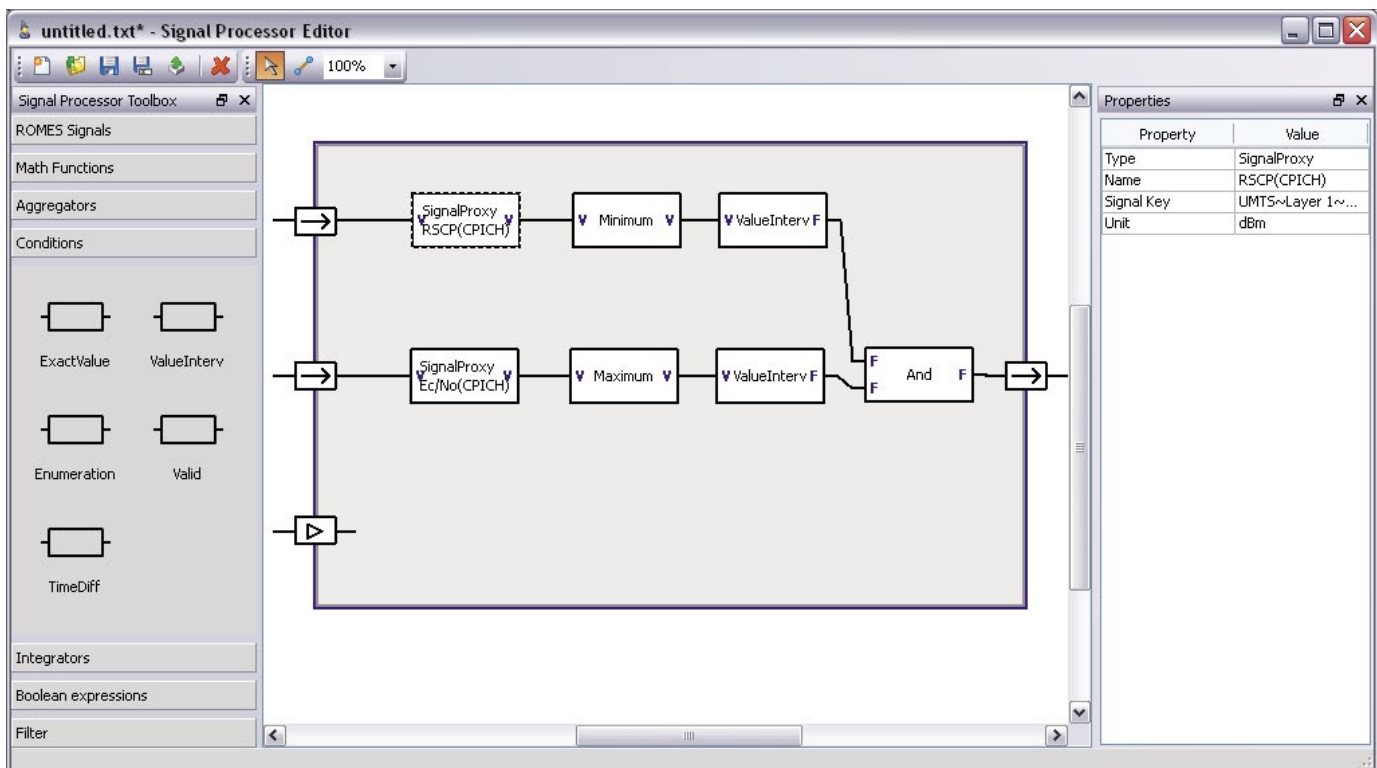 untitled.txt* - Signal Processor Editor
100%
Signal Processor Toolbox
ROMES Signals
Math Functions
Aggregators
Conditions
ExactValue
ValueInterv
Enumeration
Valid
TimeDiff
Integrators
Boolean expressions
Filter
SignalProxy
V V
RSCP(CPICH)
V Minimum V
V ValueInterv F
SignalProxy
V V
Ec/No(CPICH)
V Maximum V
V ValueInterv F
F
And F
F
Properties
Property Value
Type SignalProxy
Name RSCP(CPICH)
Signal Key UMTS~Layer 1~...
Unit dBm